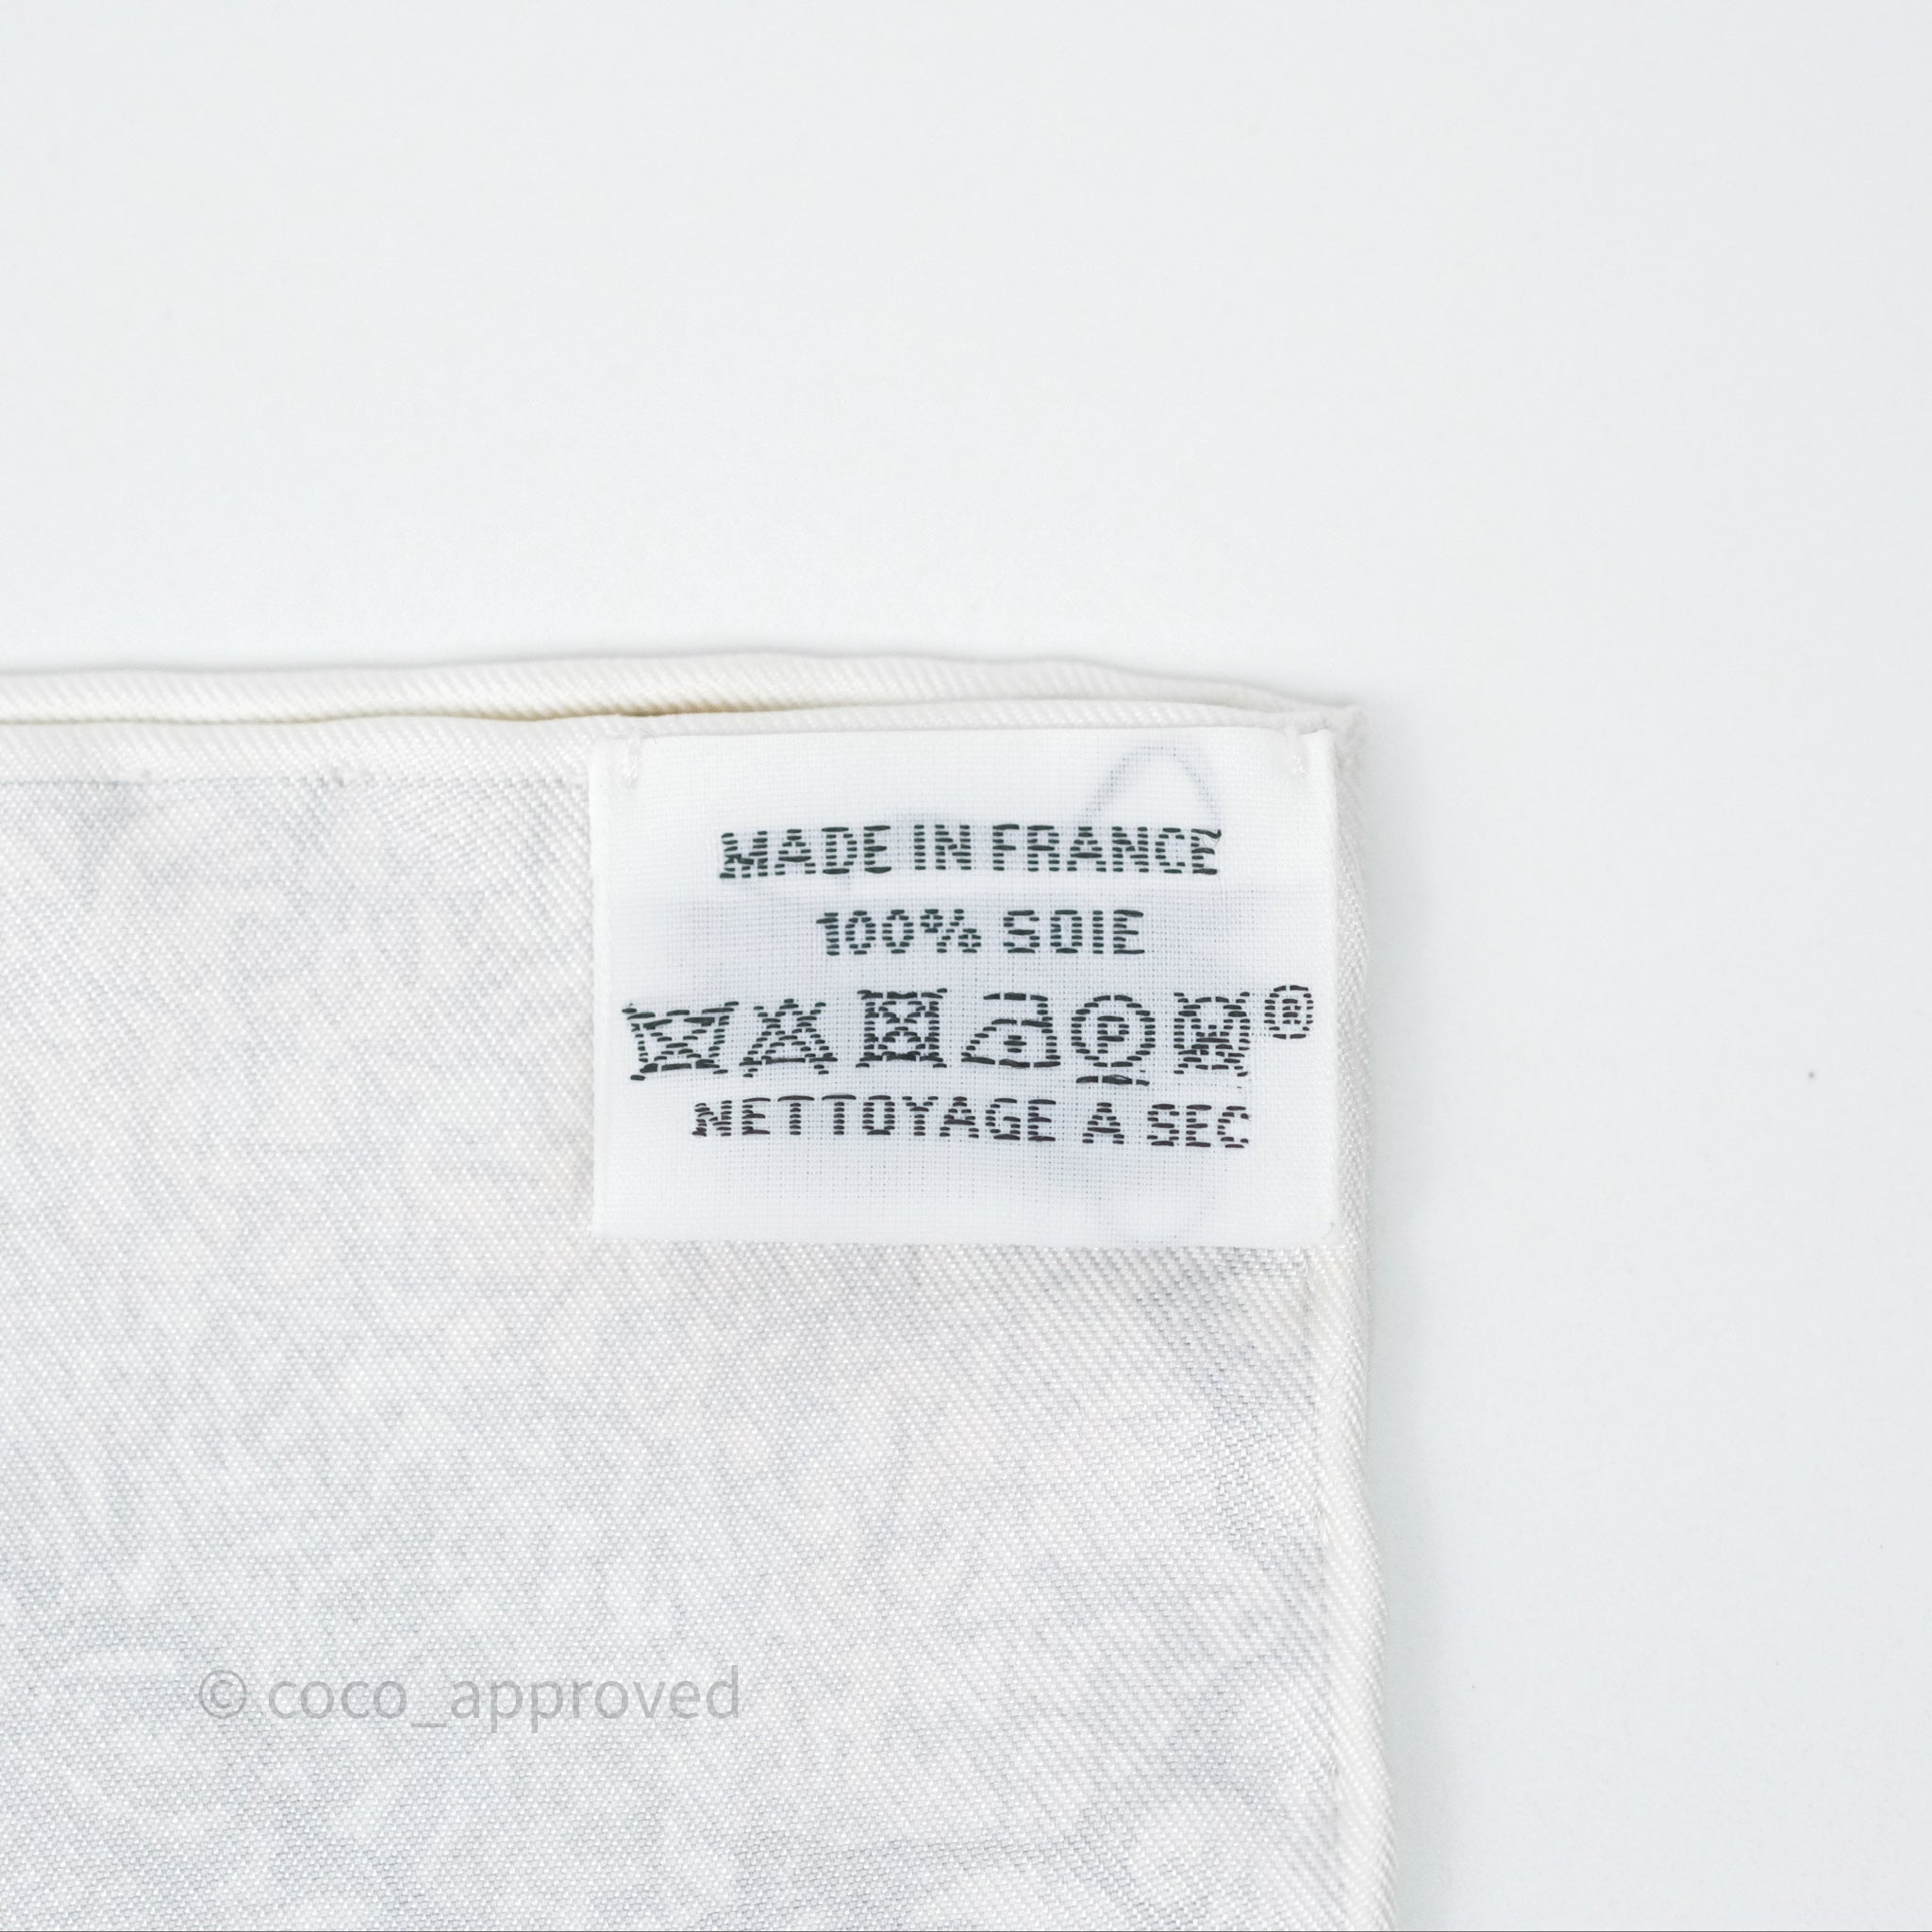 MADE IN FRANCE
100% SOIE
P W ®
NETTOYAGE A SEC
© coco_approved